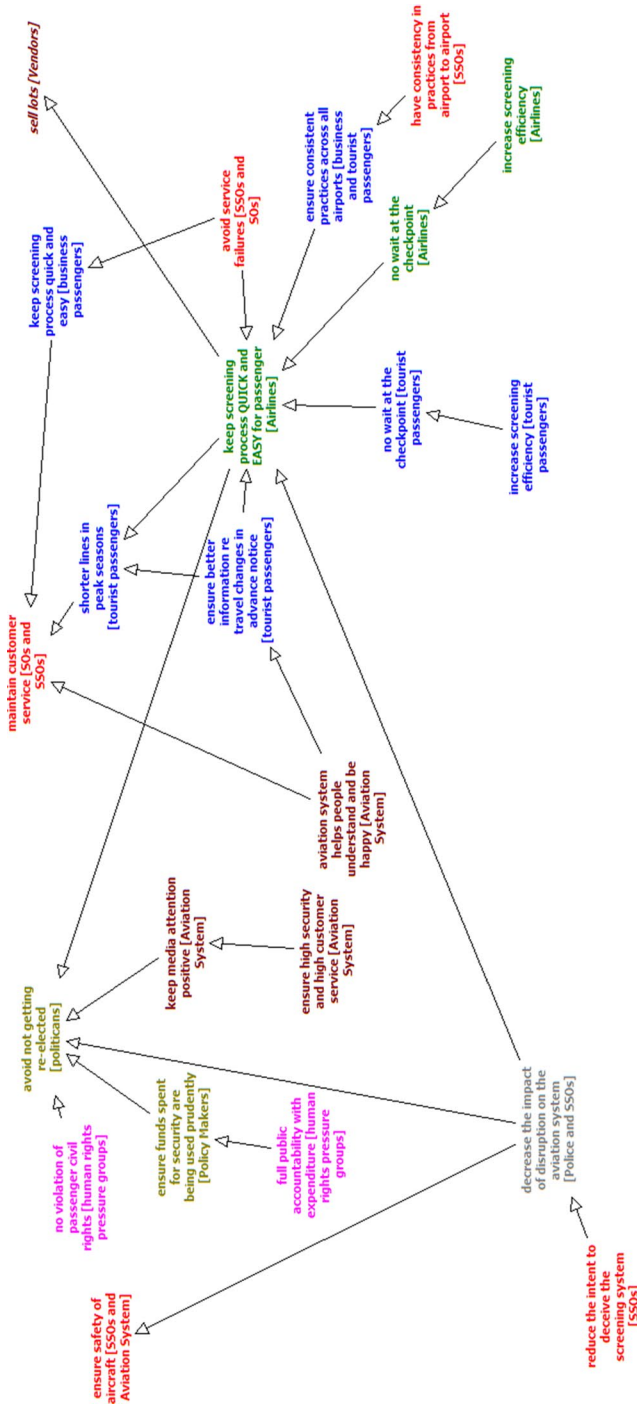 ensure safety of
aircraft [SSOs and
Aviation System]
no violation of
passenger civil
rights [human rights
pressure groups]
avoid not getting
re-elected
[politicans]
maintain customer
service [SOs and
SSOs]
keep screening
process quick and
easy [business
passengers]
sell lots [Vendors]
ensure funds spent
for security are
being used prudently
[Policy Makers]
keep media attention
positive [Aviation
System]
shorter lines in
peak seasons
[tourist passengers]
avoid service
failures [SSOs and
SOs]
full public
accountability with
expenditure [human
rights pressure
groups]
ensure high security
and high customer
service [Aviation
System]
ensure better
information re
travel changes in
advance notice
[tourist passengers]
keep screening
process QUICK and
EASY for passenger
[Airlines]
ensure consistent
practices across all
airports [business
and tourist
passengers]
aviation system
helps people
understand and be
happy [Aviation
System]
have consistency in
practices from
airport to airport
[SSOs]
no wait at the
checkpoint [tourist
passengers]
no wait at the
checkpoint
[Airlines]
decrease the impact
of disruption on the
aviation system
[Police and SSOs]
increase screening
efficiency [tourist
passengers]
increase screening
efficiency
[Airlines]
reduce the intent to
deceive the
screening system
[SSOs]